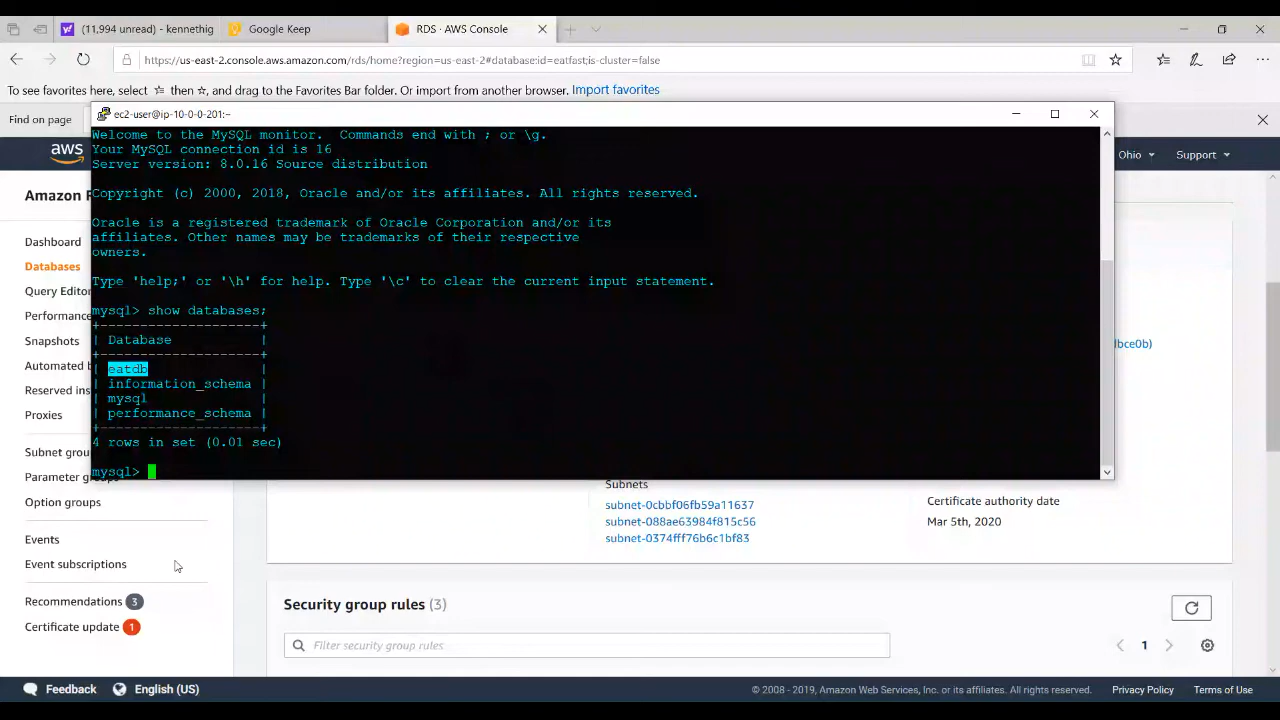 (11,994 unread) - kennethig
Google Keep
RDS · AWS Console
https://us-east-2.console.aws.amazon.com/rds/home?region=us-east-2#database:id=eatfast;is-cluster=false
To see favorites here, select then , and drag to the Favorites Bar folder. Or import from another browser. Import favorites
Find on page
ec2-user@ip-10-0-0-201:~
aws
Ohio
Support
Amazon
Dashboard
Databases
Query Editor
Performance
Snapshots
Automated
Reserved
Proxies
Subnet
Parameter groups
Option groups
Events
Event subscriptions
Recommendations 3
Certificate update 1
Welcome to the MySQL monitor.  Commands end with ; or \g.
Your MySQL connection id is 16
Server version: 8.0.16 Source distribution
Copyright (c) 2000, 2018, Oracle and/or its affiliates. All rights reserved.
Oracle is a registered trademark of Oracle Corporation and/or its
affiliates. Other names may be trademarks of their respective
owners.
Type 'help;' or '\h' for help. Type '\c' to clear the current input statement.
mysql> show databases;
+--------------------+
| Database           |
+--------------------+
| eatdb              |
| information_schema |
| mysql              |
| performance_schema |
+--------------------+
4 rows in set (0.01 sec)
mysql>
dbce0b)
Subnets
subnet-0cbbf06fb59a11637
subnet-088ae63984f815c56
subnet-0374fff76b6c1bf83
Certificate authority date
Mar 5th, 2020
Security group rules (3)
Filter security group rules
1
Feedback
English (US)
© 2008 - 2019, Amazon Web Services, Inc. or its affiliates. All rights reserved.
Privacy Policy
Terms of Use